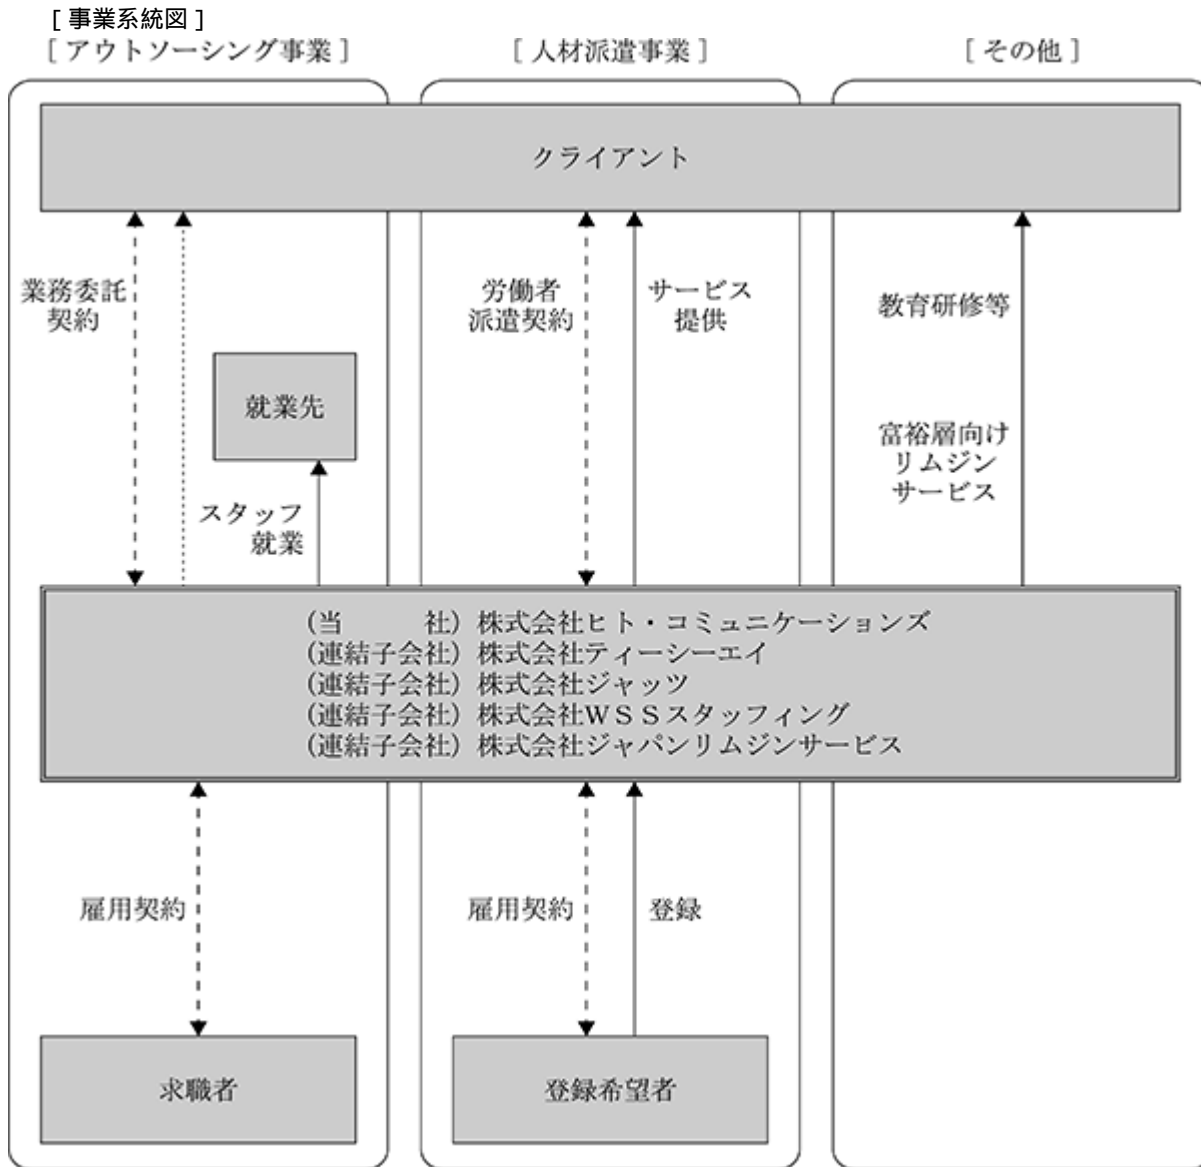 [ 事業系統図 ]
[ アウトソーシング事業 ]
[ 人材派遣事業 ]
[ その他 ]
クライアント
業務委託
契約
労働者
派遣契約
サービス
提供
教育研修等
就業先
富裕層向け
リムジン
サービス
スタッフ
就業
(当　　　社) 株式会社ヒト・コミュニケーションズ
(連結子会社) 株式会社ティーシーエイ
(連結子会社) 株式会社ジャッツ
(連結子会社) 株式会社ＷＳＳスタッフィング
(連結子会社) 株式会社ジャパンリムジンサービス
雇用契約
雇用契約
登録
求職者
登録希望者